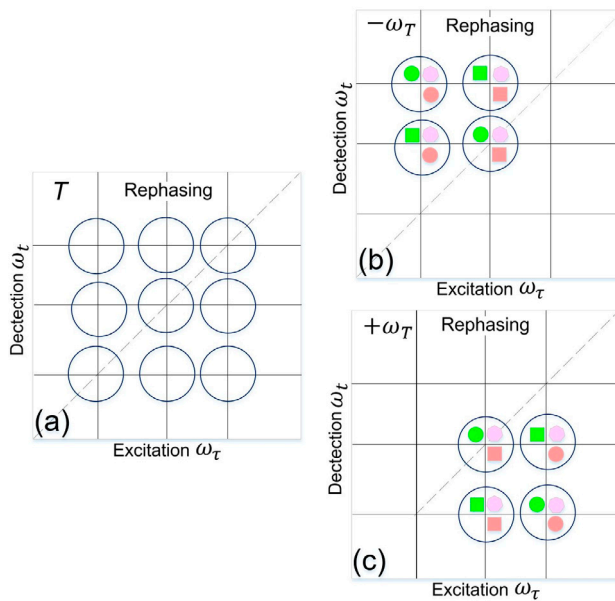 T
Rephasing
Dectection ω_t
(a)
Excitation ω_τ
−ω_T
Rephasing
Dectection ω_t
(b)
Excitation ω_τ
+ω_T
Rephasing
Dectection ω_t
(c)
Excitation ω_τ